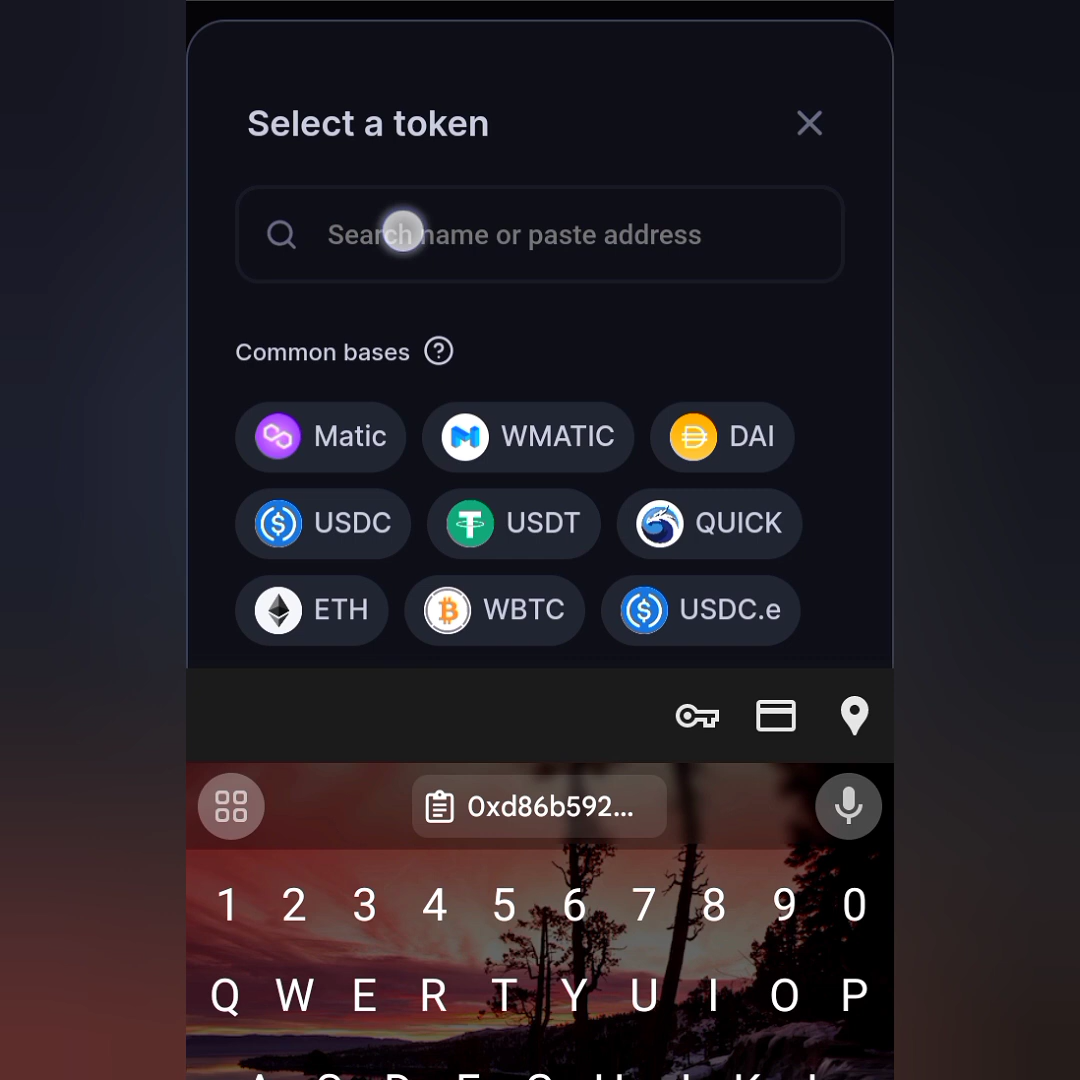 Select a token
Search name or paste address
Common bases
Matic WMATIC DAI
USDC USDT QUICK
ETH WBTC USDC.e
0xd86b592...
1 2 3 4 5 6 7 8 9 0
Q W E R T Y U I O P